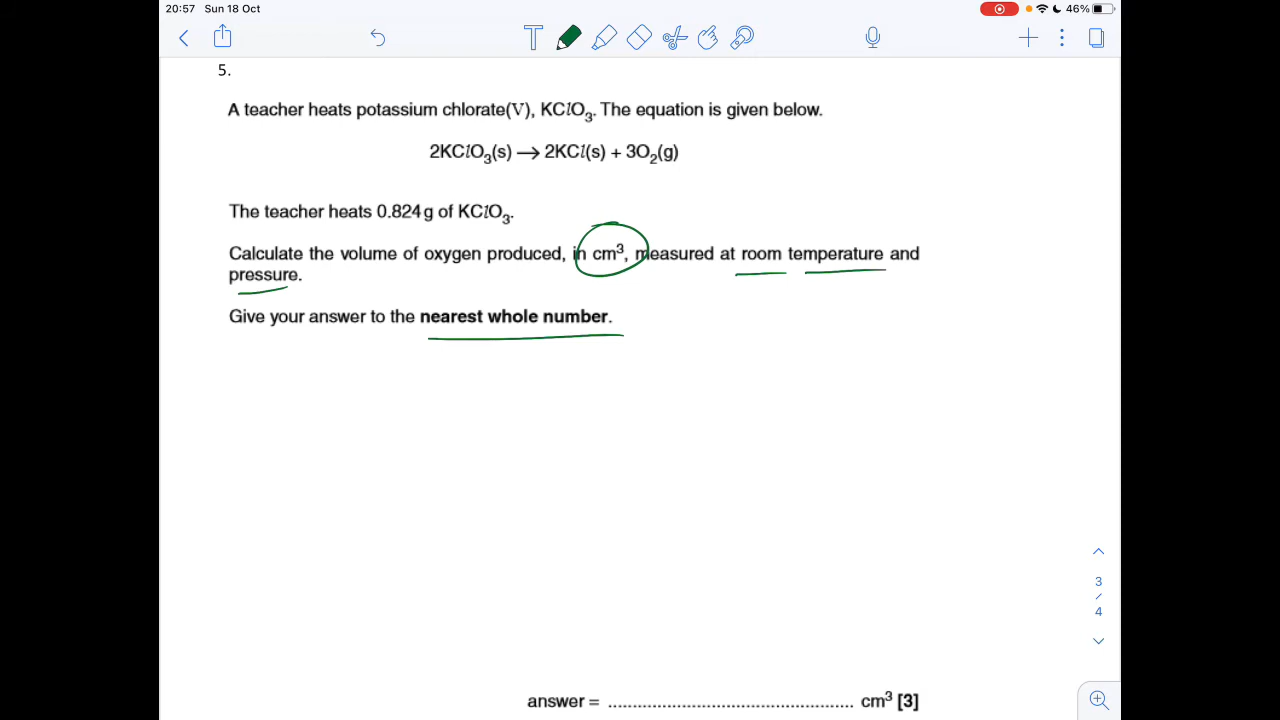 20:57 Sun 18 Oct 46%
T
5.
A teacher heats potassium chlorate(V), KClO₃. The equation is given below.
2KClO₃(s) → 2KCl(s) + 3O₂(g)
The teacher heats 0.824 g of KClO₃.
Calculate the volume of oxygen produced, in cm³, measured at room temperature and
pressure.
Give your answer to the nearest whole number.
3
/
4
answer = ................................................. cm³ [3]